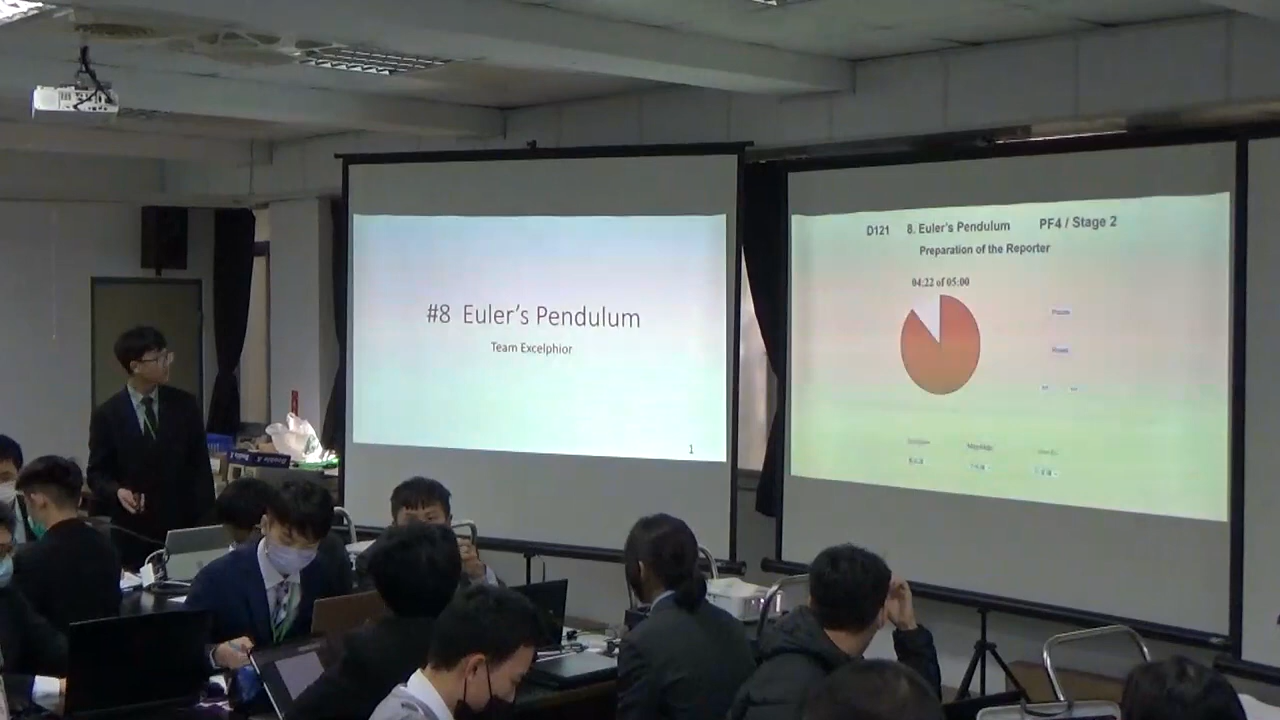 #8 Euler's Pendulum
Team Excelphior
1
D121 8. Euler's Pendulum PF4 / Stage 2
Preparation of the Reporter
04:22 of 05:00